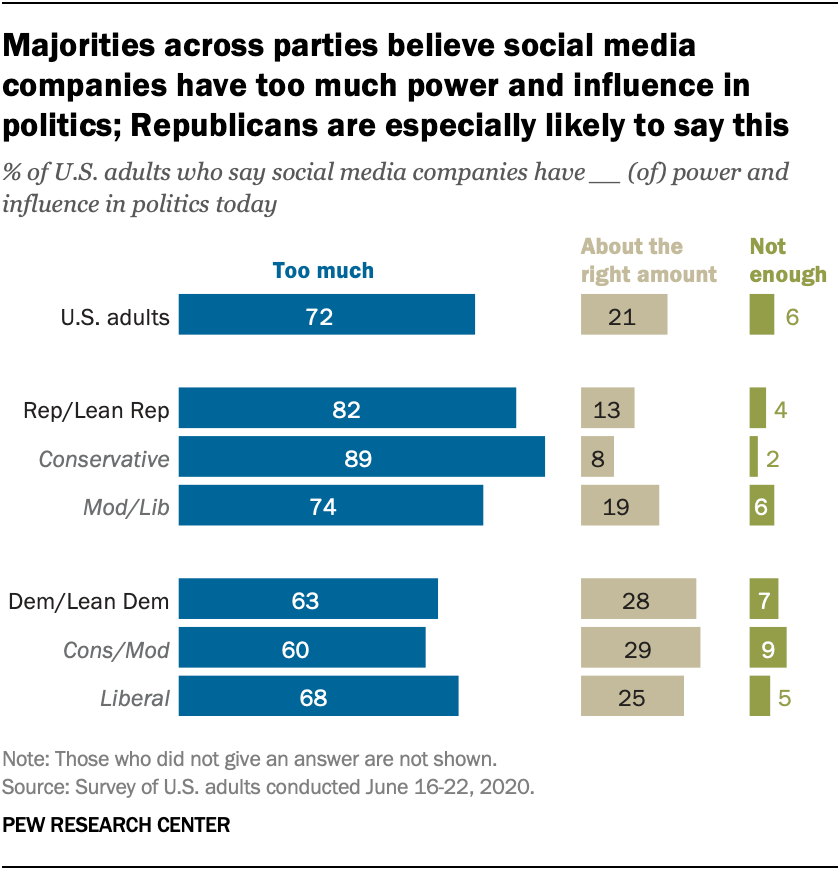 Majorities across parties believe social media
companies have too much power and influence in
politics; Republicans are especially likely to say this
% of U.S. adults who say social media companies have __ (of) power and
influence in politics today
Too much
About the
right amount
Not
enough
U.S. adults 72 21 6
Rep/Lean Rep 82 13 4
Conservative 89 8 2
Mod/Lib 74 19 6
Dem/Lean Dem 63 28 7
Cons/Mod 60 29 9
Liberal 68 25 5
Note: Those who did not give an answer are not shown.
Source: Survey of U.S. adults conducted June 16-22, 2020.
PEW RESEARCH CENTER